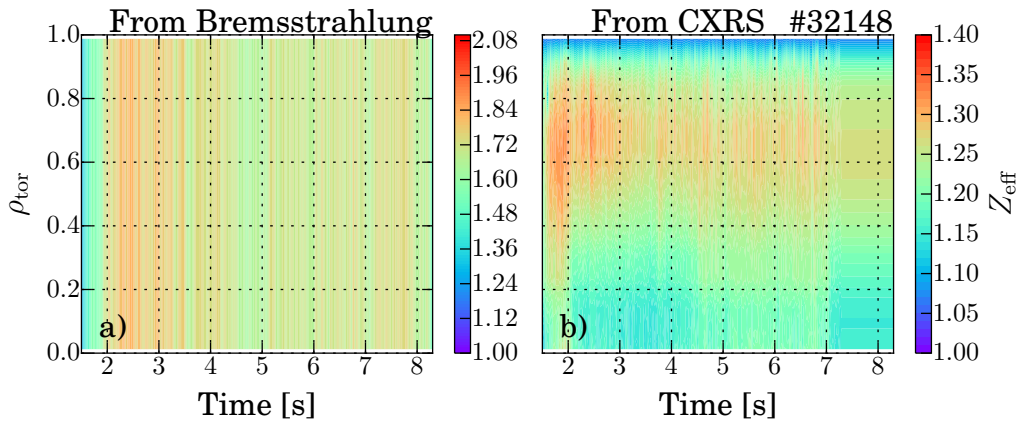 From Bremsstrahlung
1.0
0.8
0.6
0.4
0.2
0.0
ρtor
a)
2 3 4 5 6 7 8
Time [s]
2.08
1.96
1.84
1.72
1.60
1.48
1.36
1.24
1.12
1.00
From CXRS #32148
b)
2 3 4 5 6 7 8
Time [s]
1.40
1.35
1.30
1.25
1.20
1.15
1.10
1.05
1.00
Zeff